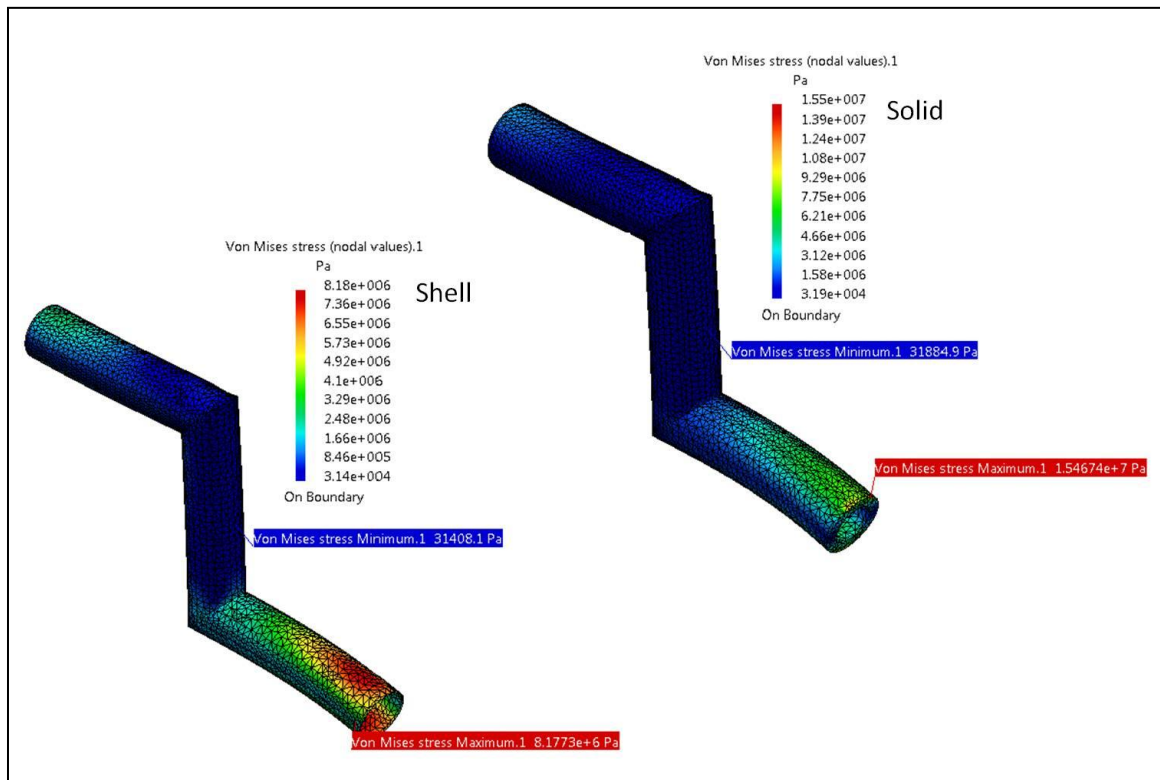 Von Mises stress (nodal values).1
Pa
8.18e+006
7.36e+006
6.55e+006
5.73e+006
4.92e+006
4.1e+006
3.29e+006
2.48e+006
1.66e+006
8.46e+005
3.14e+004
On Boundary
Shell
Von Mises stress Minimum.1 31408.1 Pa
Von Mises stress Maximum.1 8.1773e+6 Pa
Von Mises stress (nodal values).1
Pa
1.55e+007
1.39e+007
1.24e+007
1.08e+007
9.29e+006
7.75e+006
6.21e+006
4.66e+006
3.12e+006
1.58e+006
3.19e+004
On Boundary
Solid
Von Mises stress Minimum.1 31884.9 Pa
Von Mises stress Maximum.1 1.54674e+7 Pa